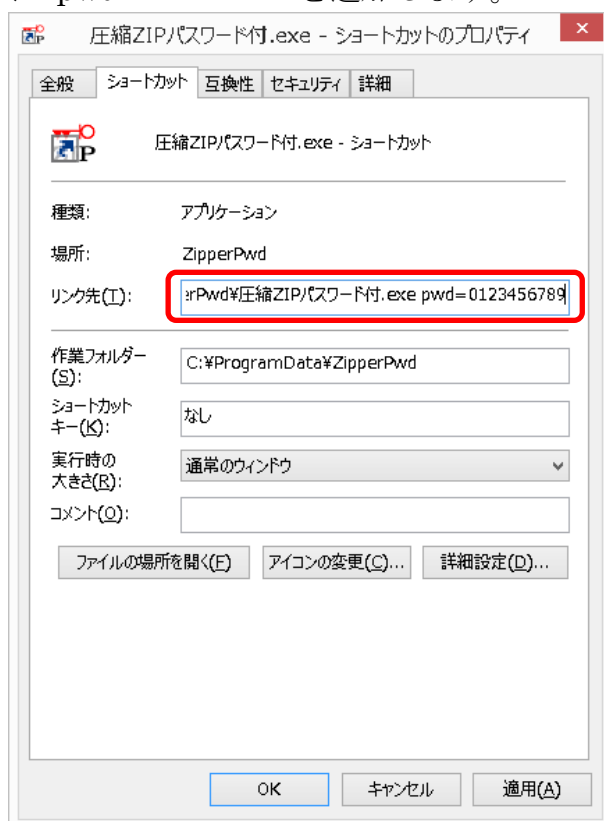 圧縮ZIPパスワード付.exe - ショートカットのプロパティ
全般 ショートカット 互換性 セキュリティ 詳細
圧縮ZIPパスワード付.exe - ショートカット
種類: アプリケーション
場所: ZipperPwd
リンク先(T): erPwd¥圧縮ZIPパスワード付.exe pwd=0123456789
作業フォルダー
(S): C:¥ProgramData¥ZipperPwd
ショートカット
キー(K): なし
実行時の
大きさ(R): 通常のウィンドウ
コメント(O):
ファイルの場所を開く(F) アイコンの変更(C)... 詳細設定(D)...
OK キャンセル 適用(A)